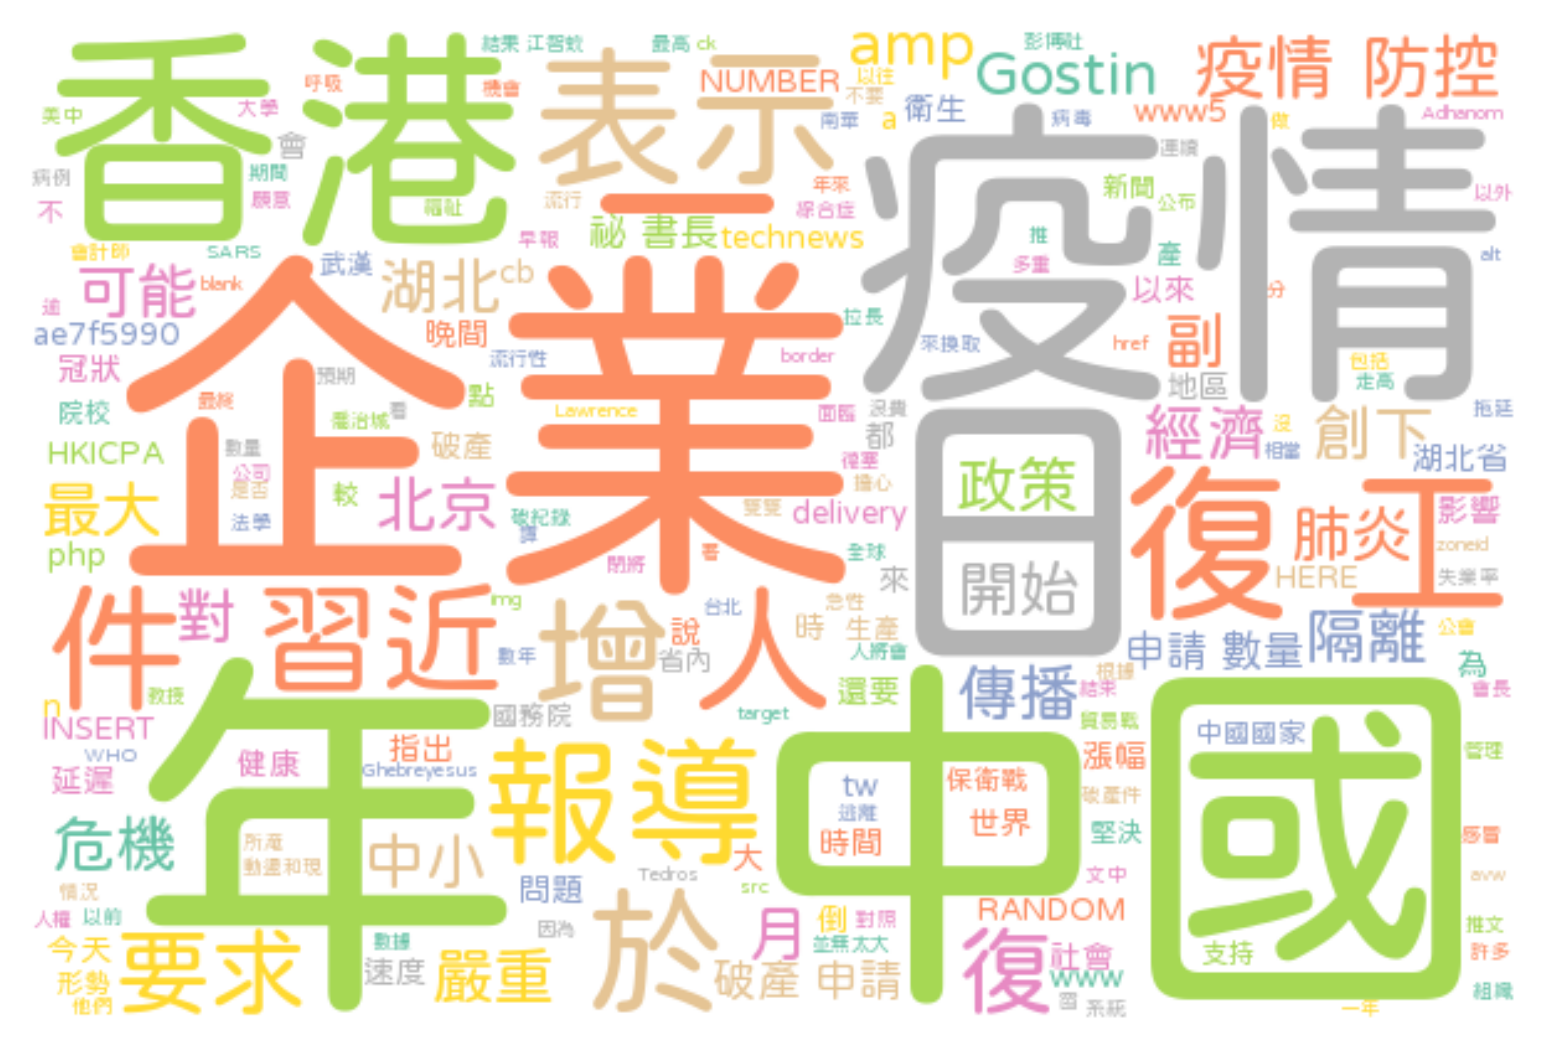 香港
表示
amp
Gostin
疫情 防控
結果 江智蛟
最高
ck
彭博社
呼吸
機會
NUMBER
以往
不要
美中
大學
會
南華
a
衛生
病毒
www5
做
Adhanom
病例
期間
不
願意
福祉
流行
一
年來
綜合症
疫情
連續
新聞
公布
以外
會計師
SARS
早報
祕 書長
technews
推
多重
產
alt
武漢
可能
blank
湖北
cb
以來
分
逾
ae7f5990
晚間
拉長
來換取
href
副
冠狀
預期
流行性
企業
border
包括
走高
地區
院校
最終
看
喬治城
點
Lawrence
面臨
浪費
都
經濟
沒
創下
拖延
HKICPA
數量
破產
相當
湖北省
公司
是否
擔心
政策
日
最大
法學
較
北京
破紀錄
雙雙
delivery
復工
肺炎
影響
php
譚
著
全球
開始
HERE
zoneid
失業率
閉將
來
件
對
習近
img
增
台北
人
急性
時
生產
申請 數量
隔離
公會
說
省內
數年
人將會
為
n
教授
還要
傳播
根據
結束
會長
INSERT
國務院
target
貿易戰
中國
中國國家
WHO
健康
指出
Ghebreyesus
報導
tw
保衛戰
漲幅
管理
延遲
年
逃離
破產件
危機
所淹
動盪和現
中小
時間
世界
堅決
感冒
大
Tedros
src
問題
文中
avw
情況
人權
以前
因為
於
月
倒
對照
RANDOM
推文
今天
要求
數據
並無太大
復
社會
支持
許多
形勢
他們
速度
嚴重
破產 申請
www
系統
一年
組織